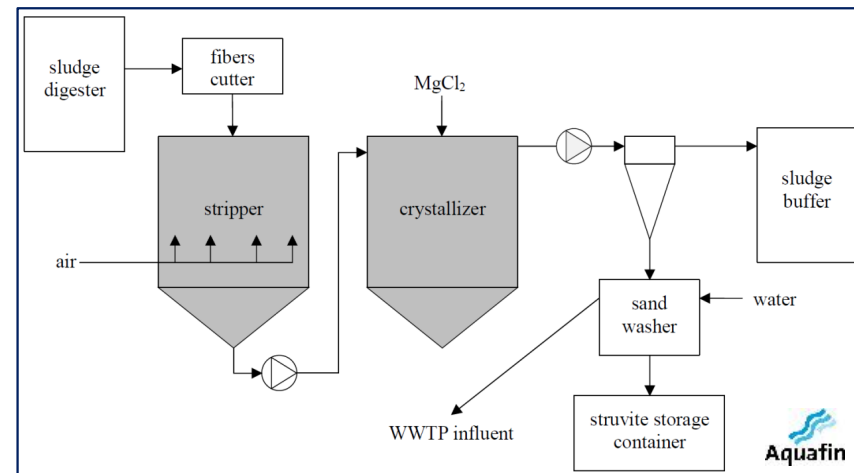 sludge
digester
fibers
cutter
MgCl₂
stripper
crystallizer
sludge
buffer
air
sand
washer
water
WWTP influent
struvite storage
container
Aquafin